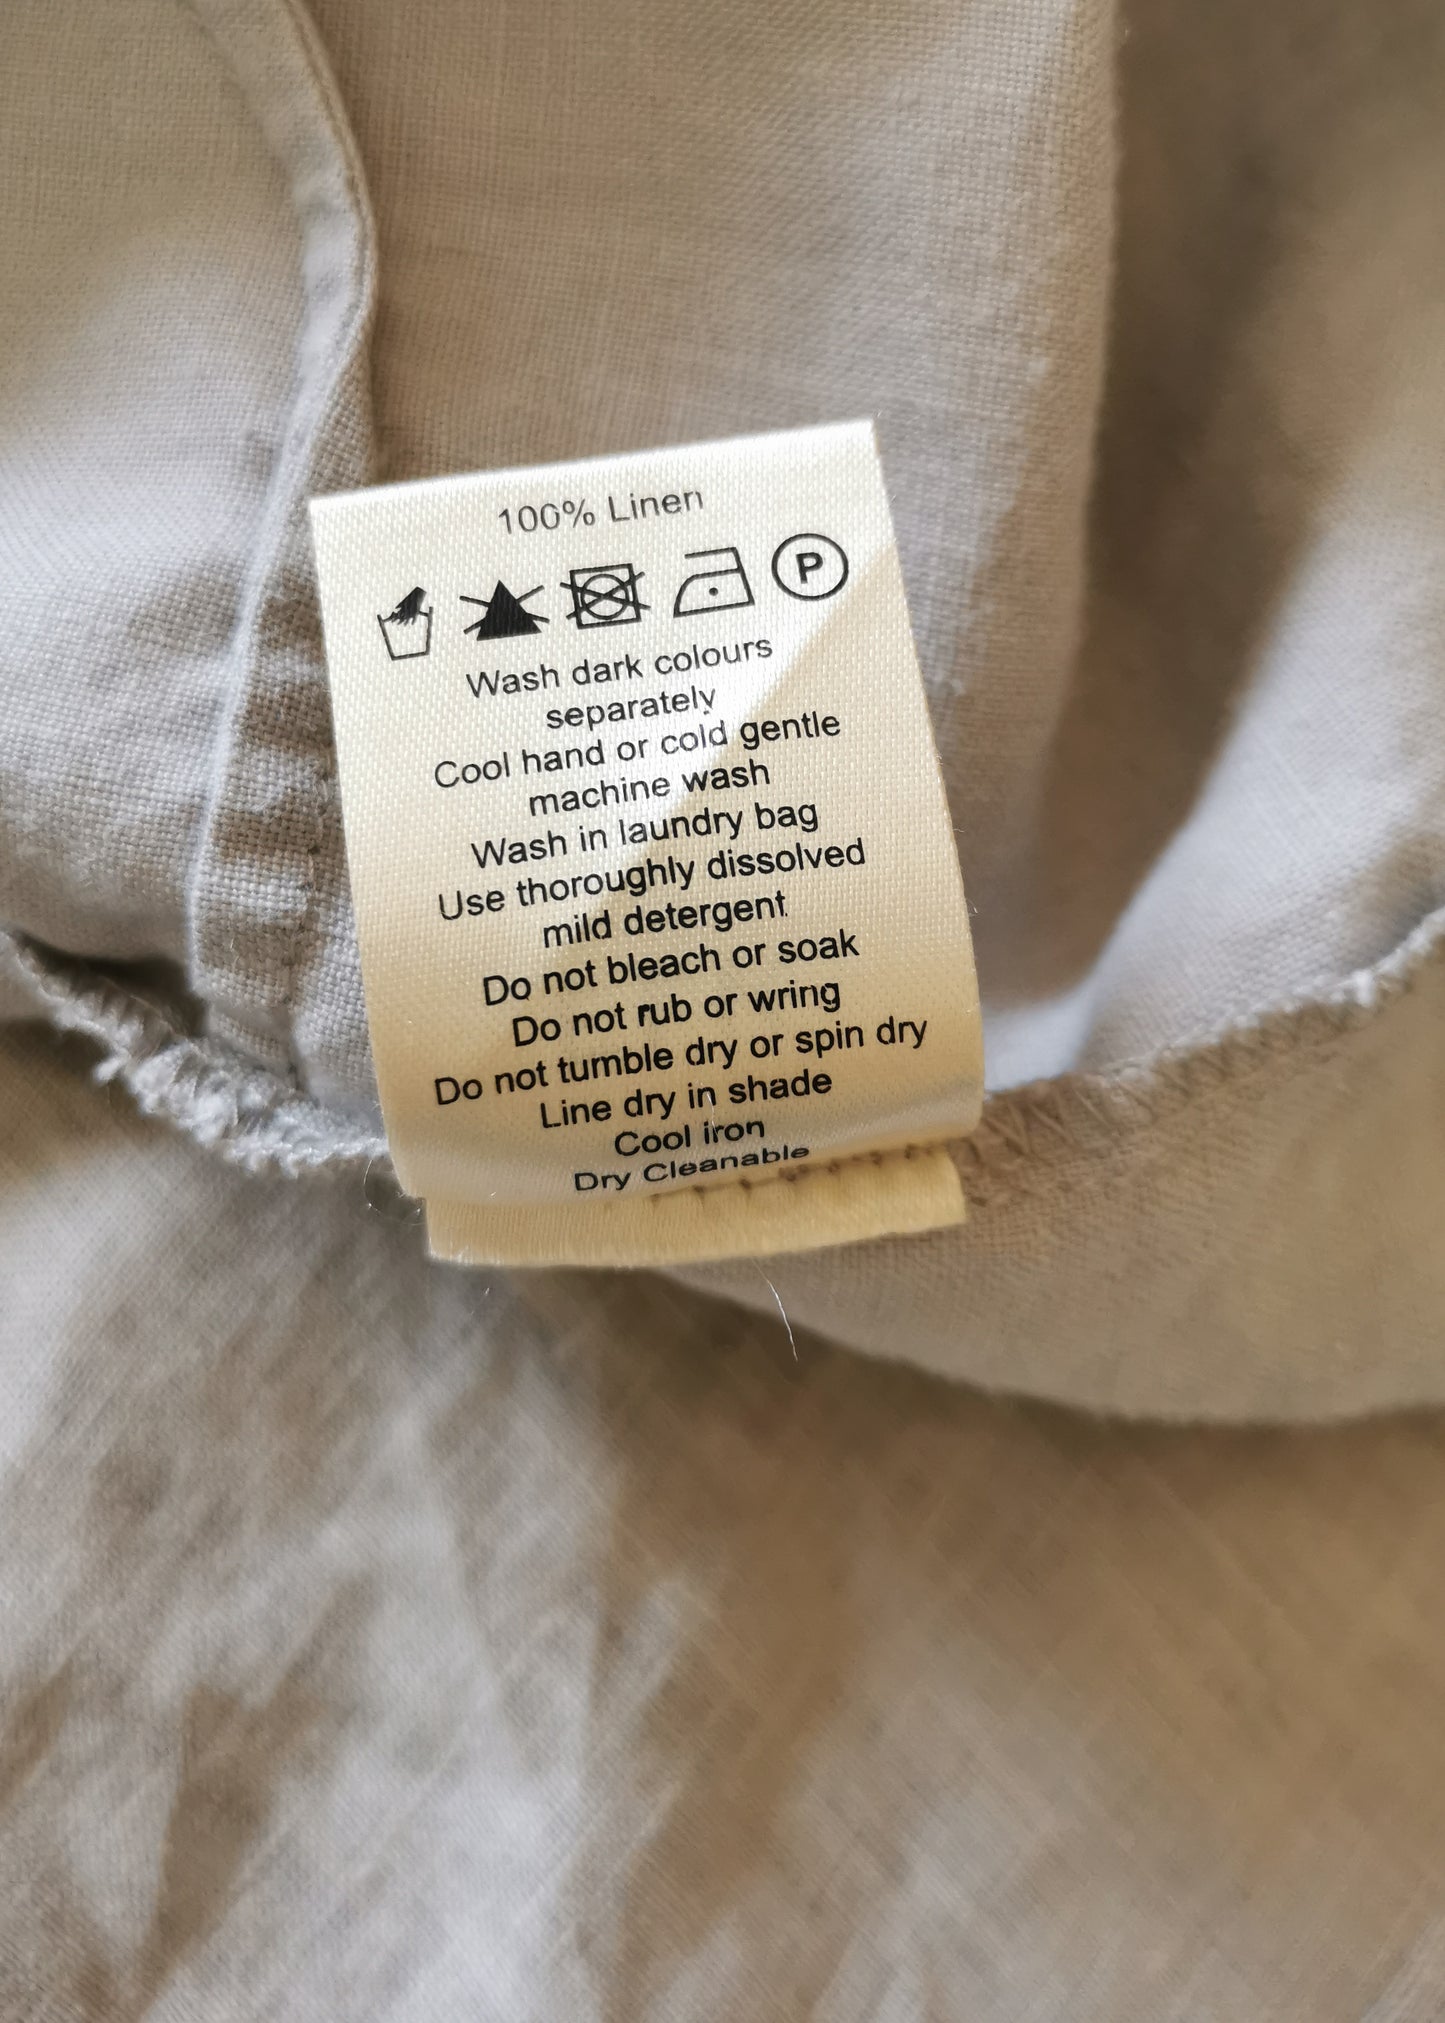 100% Linen
P
Wash dark colours
separately
Cool hand or cold gentle
machine wash
Wash in laundry bag
Use thoroughly dissolved
mild detergent
Do not bleach or soak
Do not rub or wring
Do not tumble dry or spin dry
Line dry in shade
Cool iron
Dry Cleanable